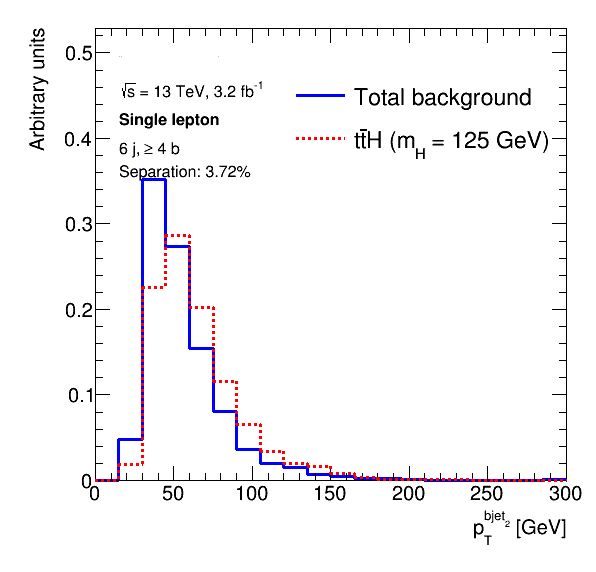 Arbitrary units
0.5
0.4
0.3
0.2
0.1
0
√s = 13 TeV, 3.2 fb⁻¹
Single lepton
6 j, ≥ 4 b
Separation: 3.72%
Total background
tt̄H (m_H = 125 GeV)
0 50 100 150 200 250 300
p_T^{bjet_2} [GeV]